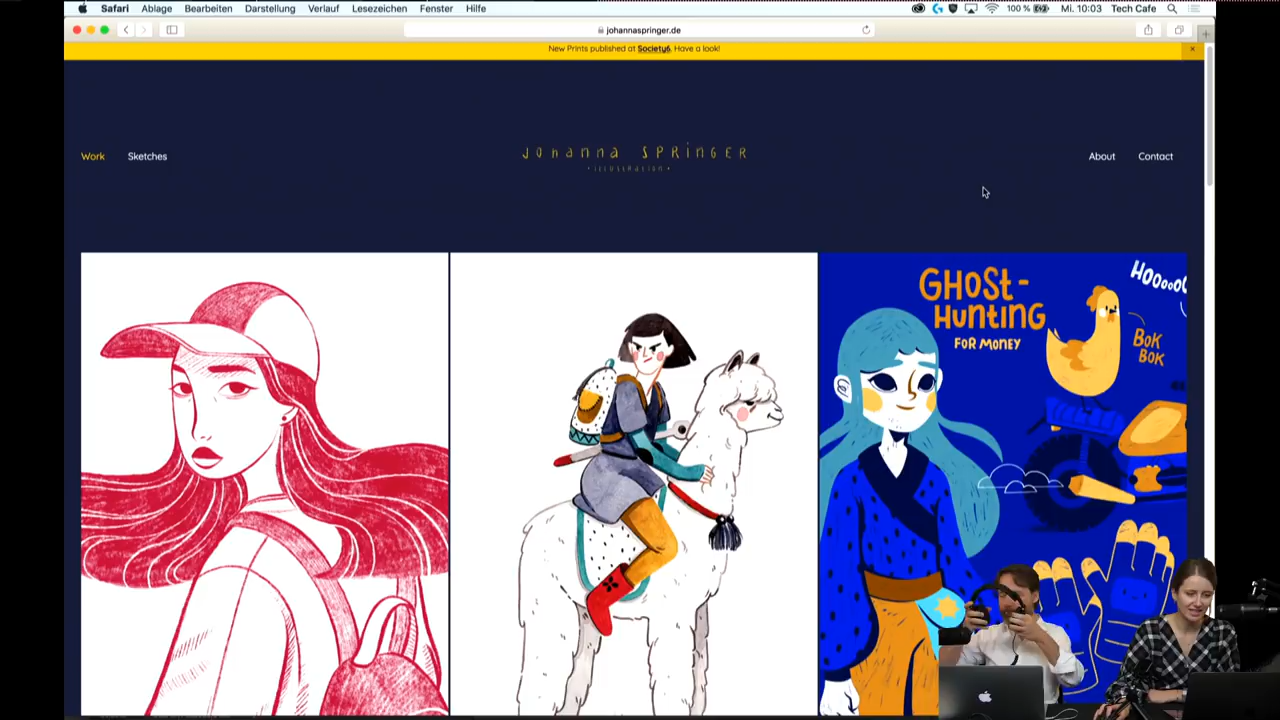 Safari Ablage Bearbeiten Darstellung Verlauf Lesezeichen Fenster Hilfe 100 % Mi. 10:03 Tech Cafe
johannaspringer.de
New Prints published at Society6. Have a look!
Work Sketches Johanna SPRINGER About Contact
illustration
GHOST-
HUNTING
FOR MONEY
HOOOOO
BOK
BOK